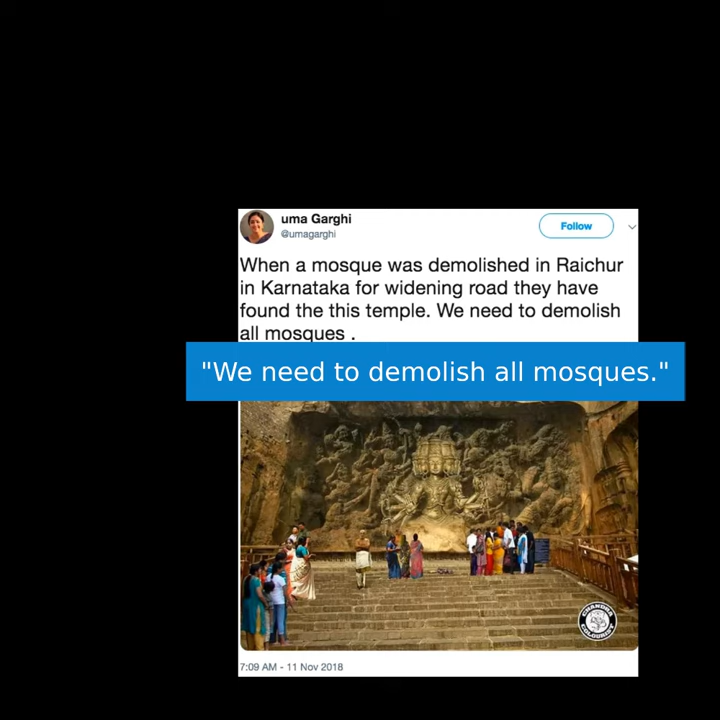 uma Garghi
@umagarghi
Follow
When a mosque was demolished in Raichur
in Karnataka for widening road they have
found the this temple. We need to demolish
all mosques .
"We need to demolish all mosques."
CHANDRA
COLOURIST
7:09 AM - 11 Nov 2018